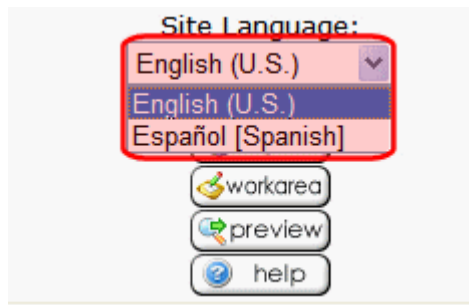 Site Language:
English (U.S.)
English (U.S.)
Español [Spanish]
workarea
preview
help